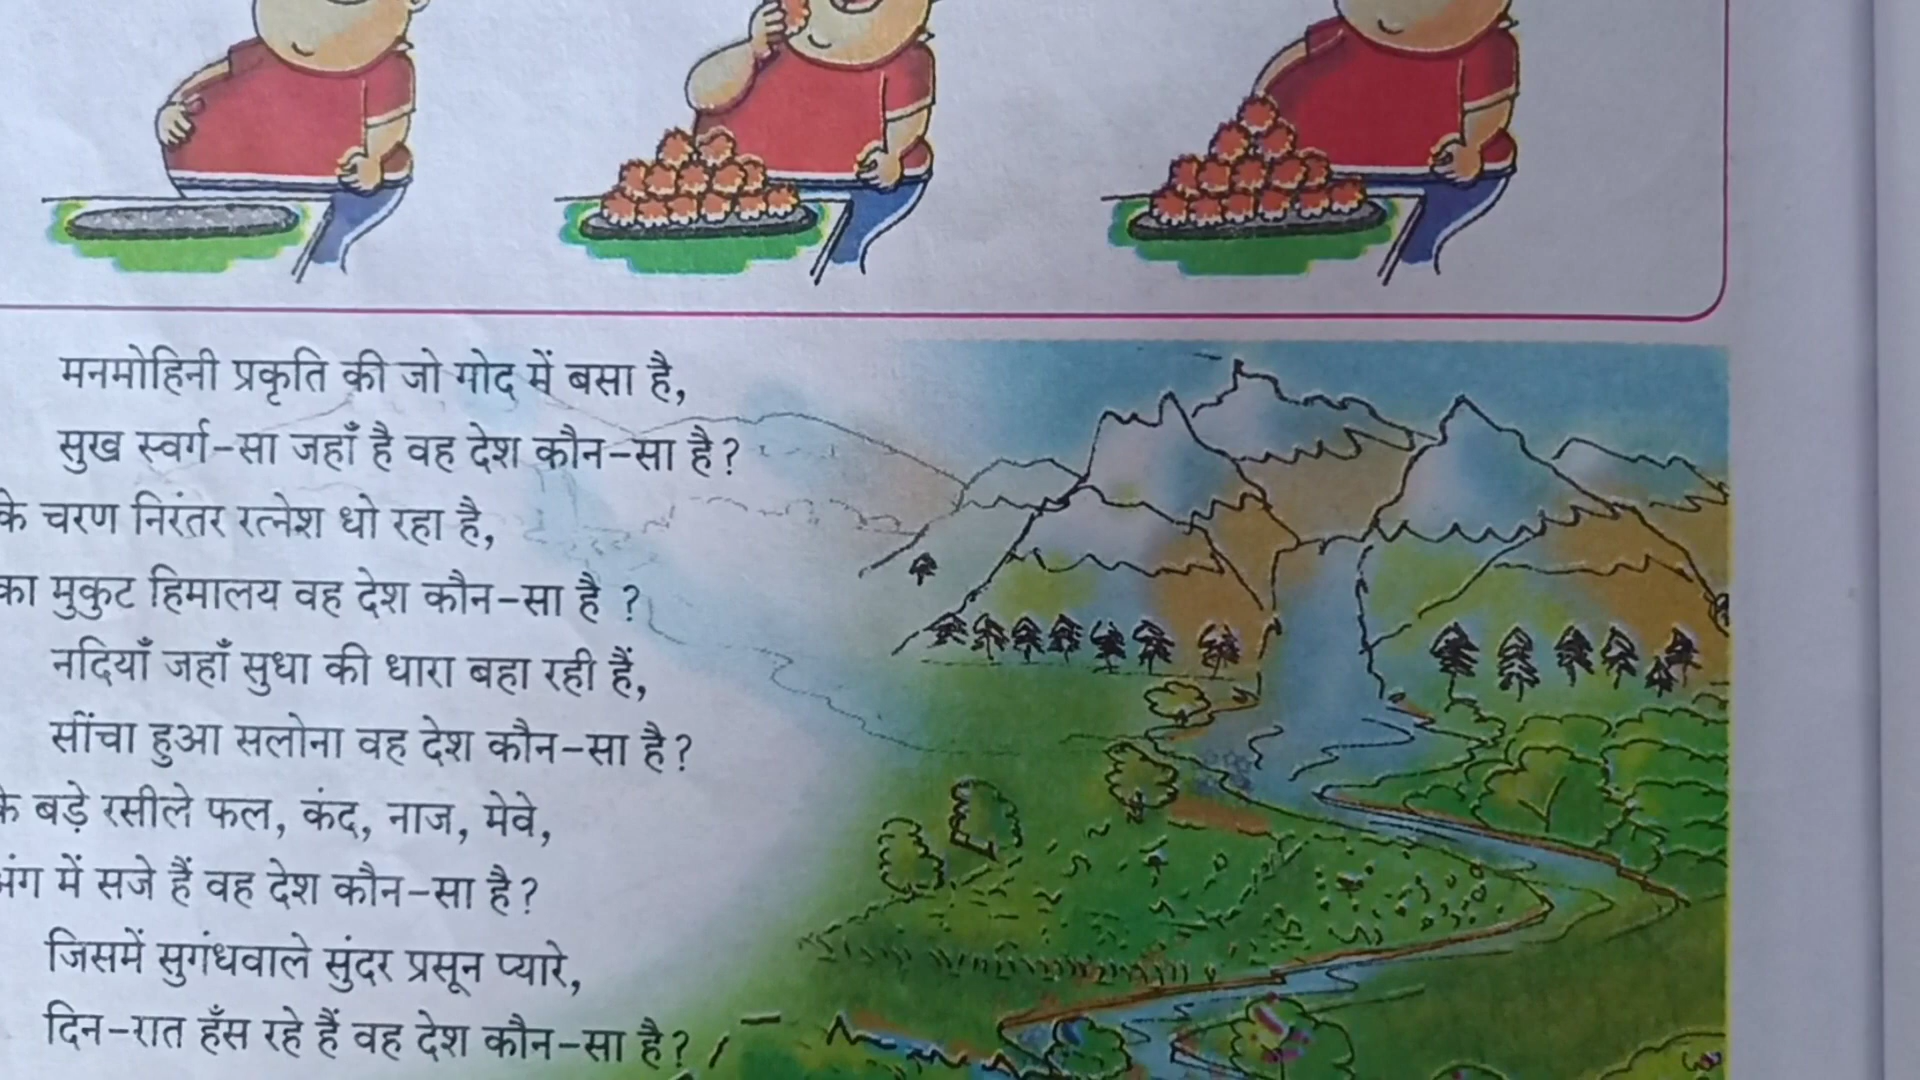 मनमोहिनी प्रकृति की जो गोद में बसा है,
सुख स्वर्ग-सा जहाँ है वह देश कौन-सा है?
के चरण निरंतर रत्नेश धो रहा है,
का मुकुट हिमालय वह देश कौन-सा है ?
नदियाँ जहाँ सुधा की धारा बहा रही हैं,
सींचा हुआ सलोना वह देश कौन-सा है?
के बड़े रसीले फल, कंद, नाज, मेवे,
में सजे हैं वह देश कौन-सा है?
जिसमें सुगंधवाले सुंदर प्रसून प्यारे,
दिन-रात हँस रहे हैं वह देश कौन-सा है?